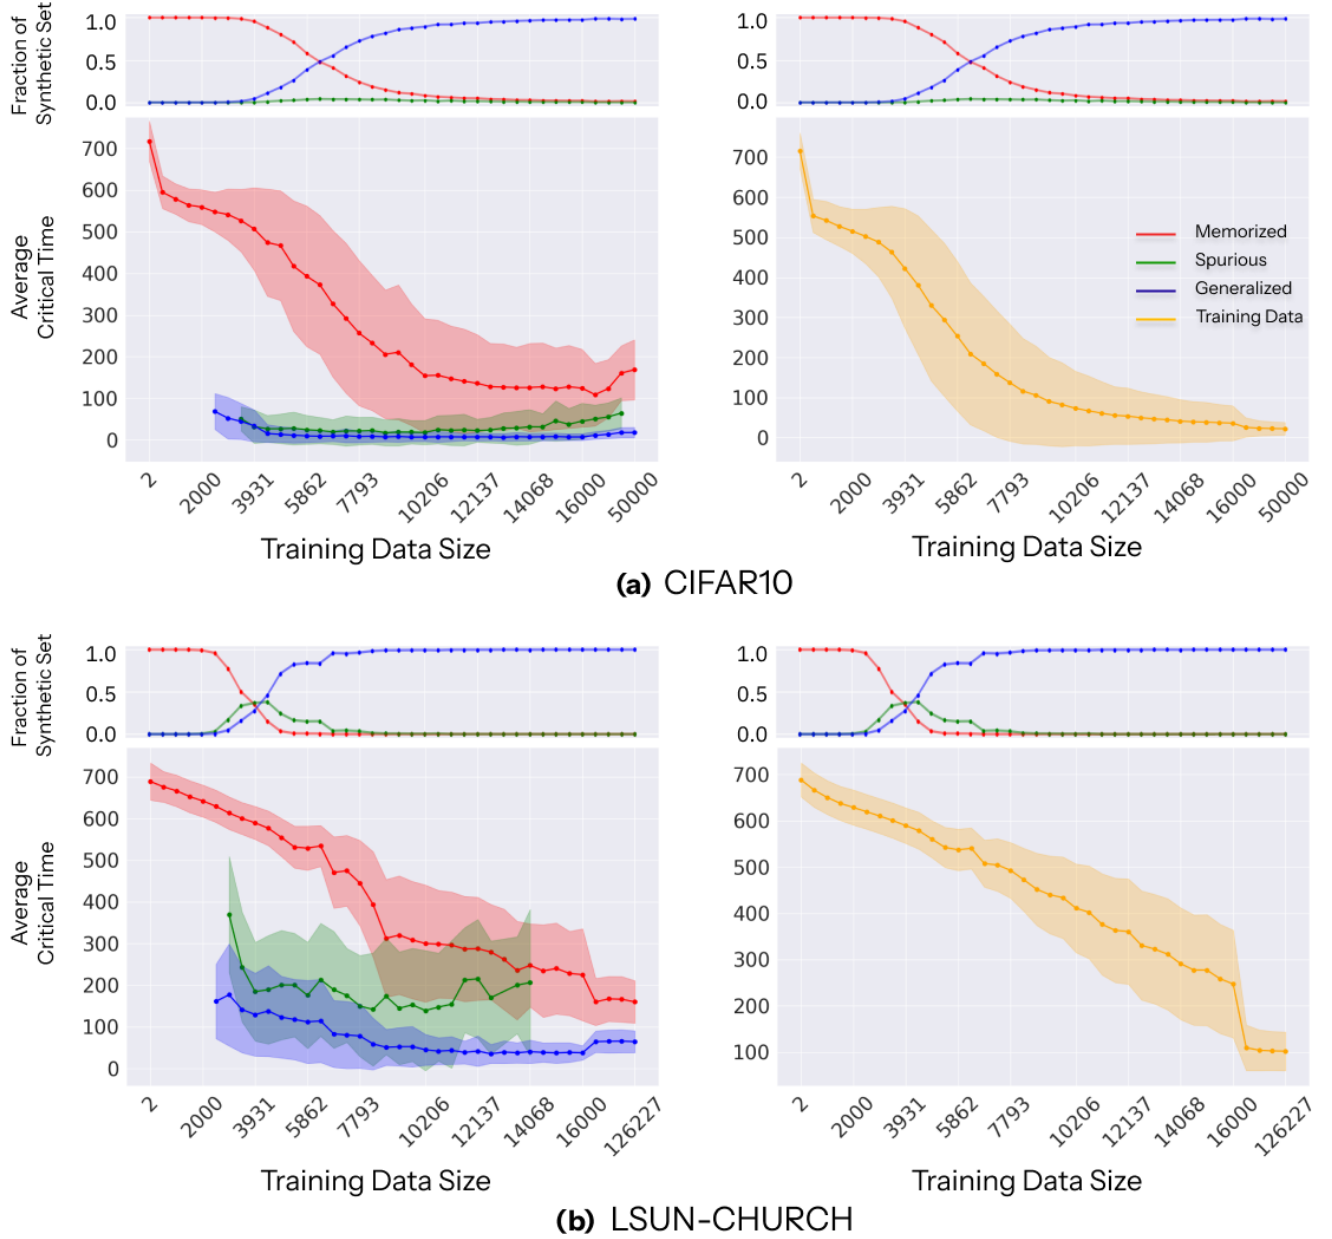 Fraction of
Synthetic Set
1.0
0.5
0.0
1.0
0.5
0.0
Average
Critical Time
700
600
500
400
300
200
100
0
700
600
500
400
300
200
100
0
Memorized
Spurious
Generalized
Training Data
2 2000 3931 5862 7793 10206 12137 14068 16000 50000
2 2000 3931 5862 7793 10206 12137 14068 16000 50000
Training Data Size
Training Data Size
(a) CIFAR10
Fraction of
Synthetic Set
1.0
0.5
0.0
1.0
0.5
0.0
Average
Critical Time
700
600
500
400
300
200
100
0
700
600
500
400
300
200
100
2 2000 3931 5862 7793 10206 12137 14068 16000 126227
2 2000 3931 5862 7793 10206 12137 14068 16000 126227
Training Data Size
Training Data Size
(b) LSUN-CHURCH